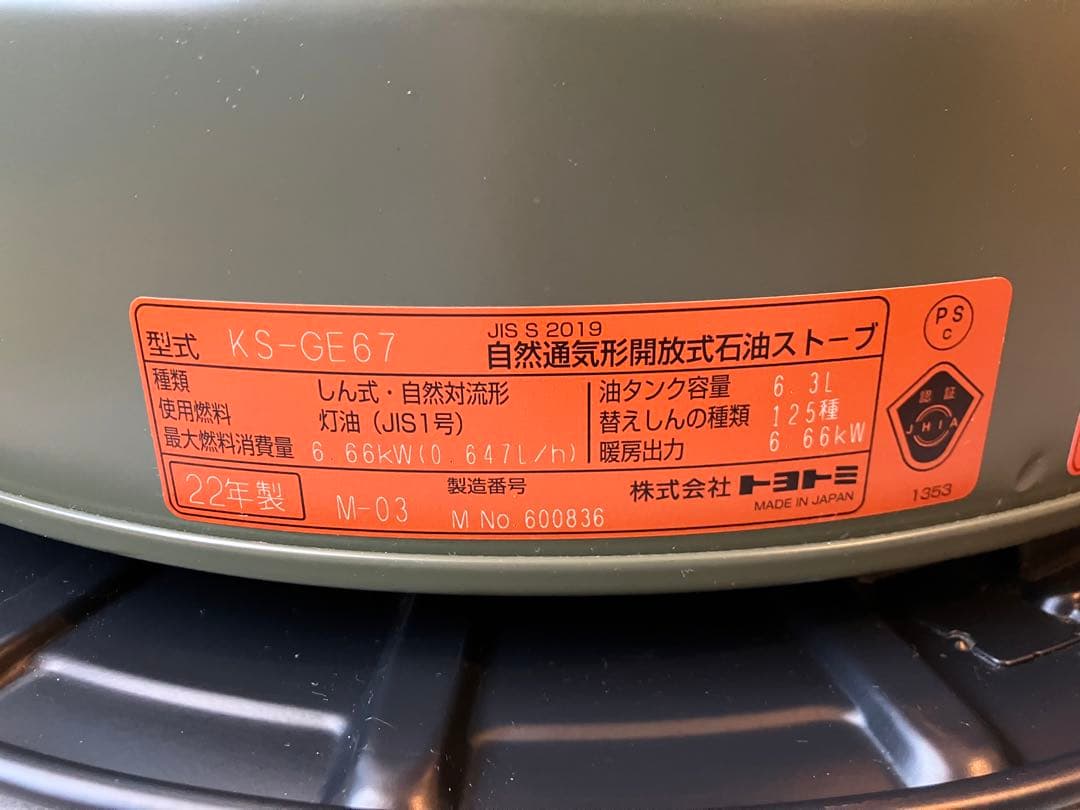 型式 KS-GE67
JIS S 2019
自然通気形開放式石油ストーブ
種類 しん式・自然対流形
使用燃料 灯油（JIS1号）
最大燃料消費量 6.66kW(0.647L/h)
油タンク容量 6.3L
替えしんの種類 125種
暖房出力 6.66kW
22年製
製造番号
M-03 M No 600836
株式会社トヨトミ
MADE IN JAPAN
PS
C
認証
JHIA
1353